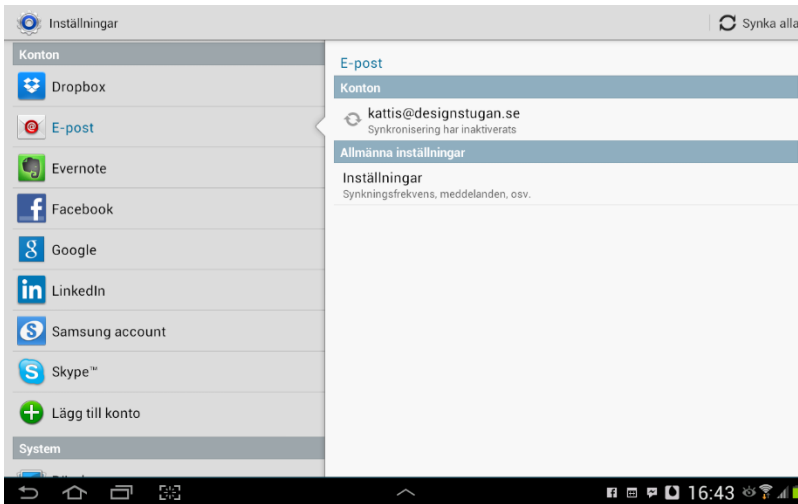 Inställningar
Synka alla
Konton
Dropbox
E-post
Evernote
Facebook
Google
LinkedIn
Samsung account
Skype™
Lägg till konto
System
E-post
Konton
kattis@designstugan.se
Synkronisering har inaktiverats
Allmänna inställningar
Inställningar
Synkningsfrekvens, meddelanden, osv.
16:43